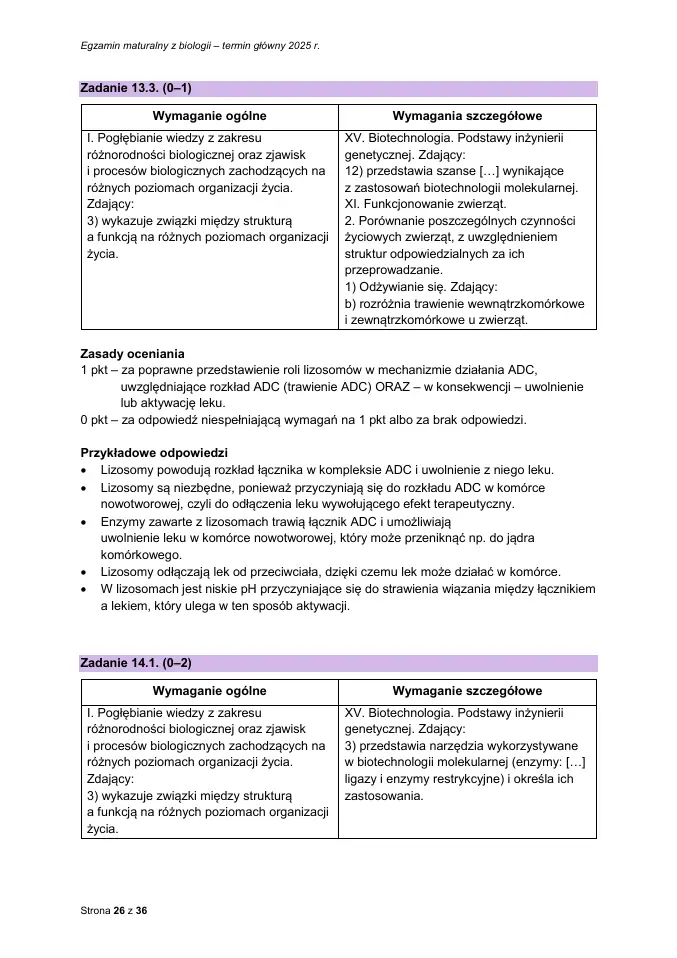 Egzamin maturalny z biologii – termin główny 2025 r.
Zadanie 13.3. (0–1)
Wymaganie ogólne
Wymagania szczegółowe
I. Pogłębianie wiedzy z zakresu
różnorodności biologicznej oraz zjawisk
i procesów biologicznych zachodzących na
różnych poziomach organizacji życia.
Zdający:
3) wykazuje związki między strukturą
a funkcją na różnych poziomach organizacji
życia.
XV. Biotechnologia. Podstawy inżynierii
genetycznej. Zdający:
12) przedstawia szanse […] wynikające
z zastosowań biotechnologii molekularnej.
XI. Funkcjonowanie zwierząt.
2. Porównanie poszczególnych czynności
życiowych zwierząt, z uwzględnieniem
struktur odpowiedzialnych za ich
przeprowadzanie.
1) Odżywianie się. Zdający:
b) rozróżnia trawienie wewnątrzkomórkowe
i zewnątrzkomórkowe u zwierząt.
Zasady oceniania
1 pkt – za poprawne przedstawienie roli lizosomów w mechanizmie działania ADC,
uwzględniające rozkład ADC (trawienie ADC) ORAZ – w konsekwencji – uwolnienie
lub aktywację leku.
0 pkt – za odpowiedź niespełniającą wymagań na 1 pkt albo za brak odpowiedzi.
Przykładowe odpowiedzi
• Lizosomy powodują rozkład łącznika w kompleksie ADC i uwolnienie z niego leku.
• Lizosomy są niezbędne, ponieważ przyczyniają się do rozkładu ADC w komórce
nowotworowej, czyli do odłączenia leku wywołującego efekt terapeutyczny.
• Enzymy zawarte z lizosomach trawią łącznik ADC i umożliwiają
uwolnienie leku w komórce nowotworowej, który może przeniknąć np. do jądra
komórkowego.
• Lizosomy odłączają lek od przeciwciała, dzięki czemu lek może działać w komórce.
• W lizosomach jest niskie pH przyczyniające się do strawienia wiązania między łącznikiem
a lekiem, który ulega w ten sposób aktywacji.
Zadanie 14.1. (0–2)
Wymaganie ogólne
Wymaganie szczegółowe
I. Pogłębianie wiedzy z zakresu
różnorodności biologicznej oraz zjawisk
i procesów biologicznych zachodzących na
różnych poziomach organizacji życia.
Zdający:
3) wykazuje związki między strukturą
a funkcją na różnych poziomach organizacji
życia.
XV. Biotechnologia. Podstawy inżynierii
genetycznej. Zdający:
3) przedstawia narzędzia wykorzystywane
w biotechnologii molekularnej (enzymy: […]
ligazy i enzymy restrykcyjne) i określa ich
zastosowania.
Strona 26 z 36